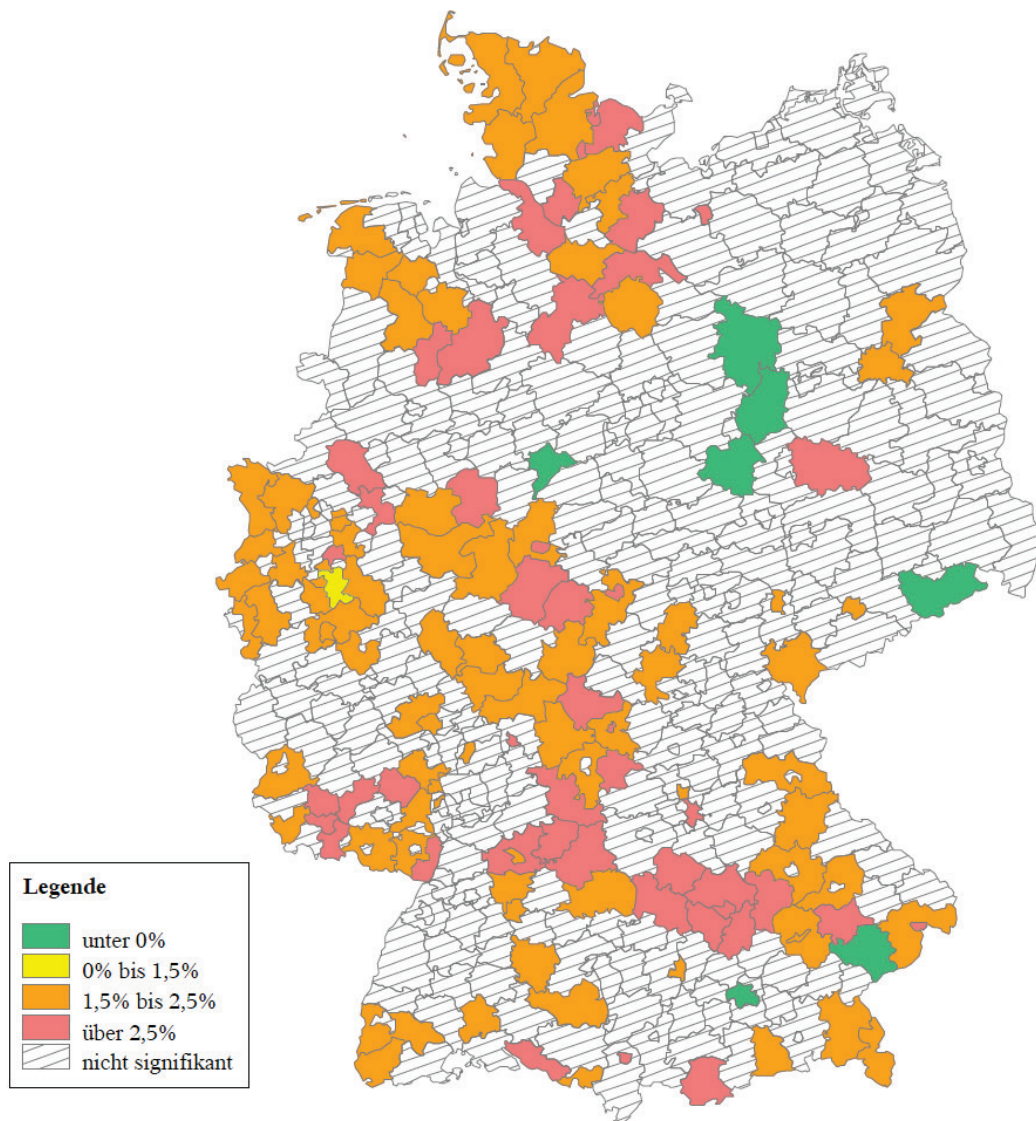 Legende
unter 0%
0% bis 1,5%
1,5% bis 2,5%
über 2,5%
nicht signifikant